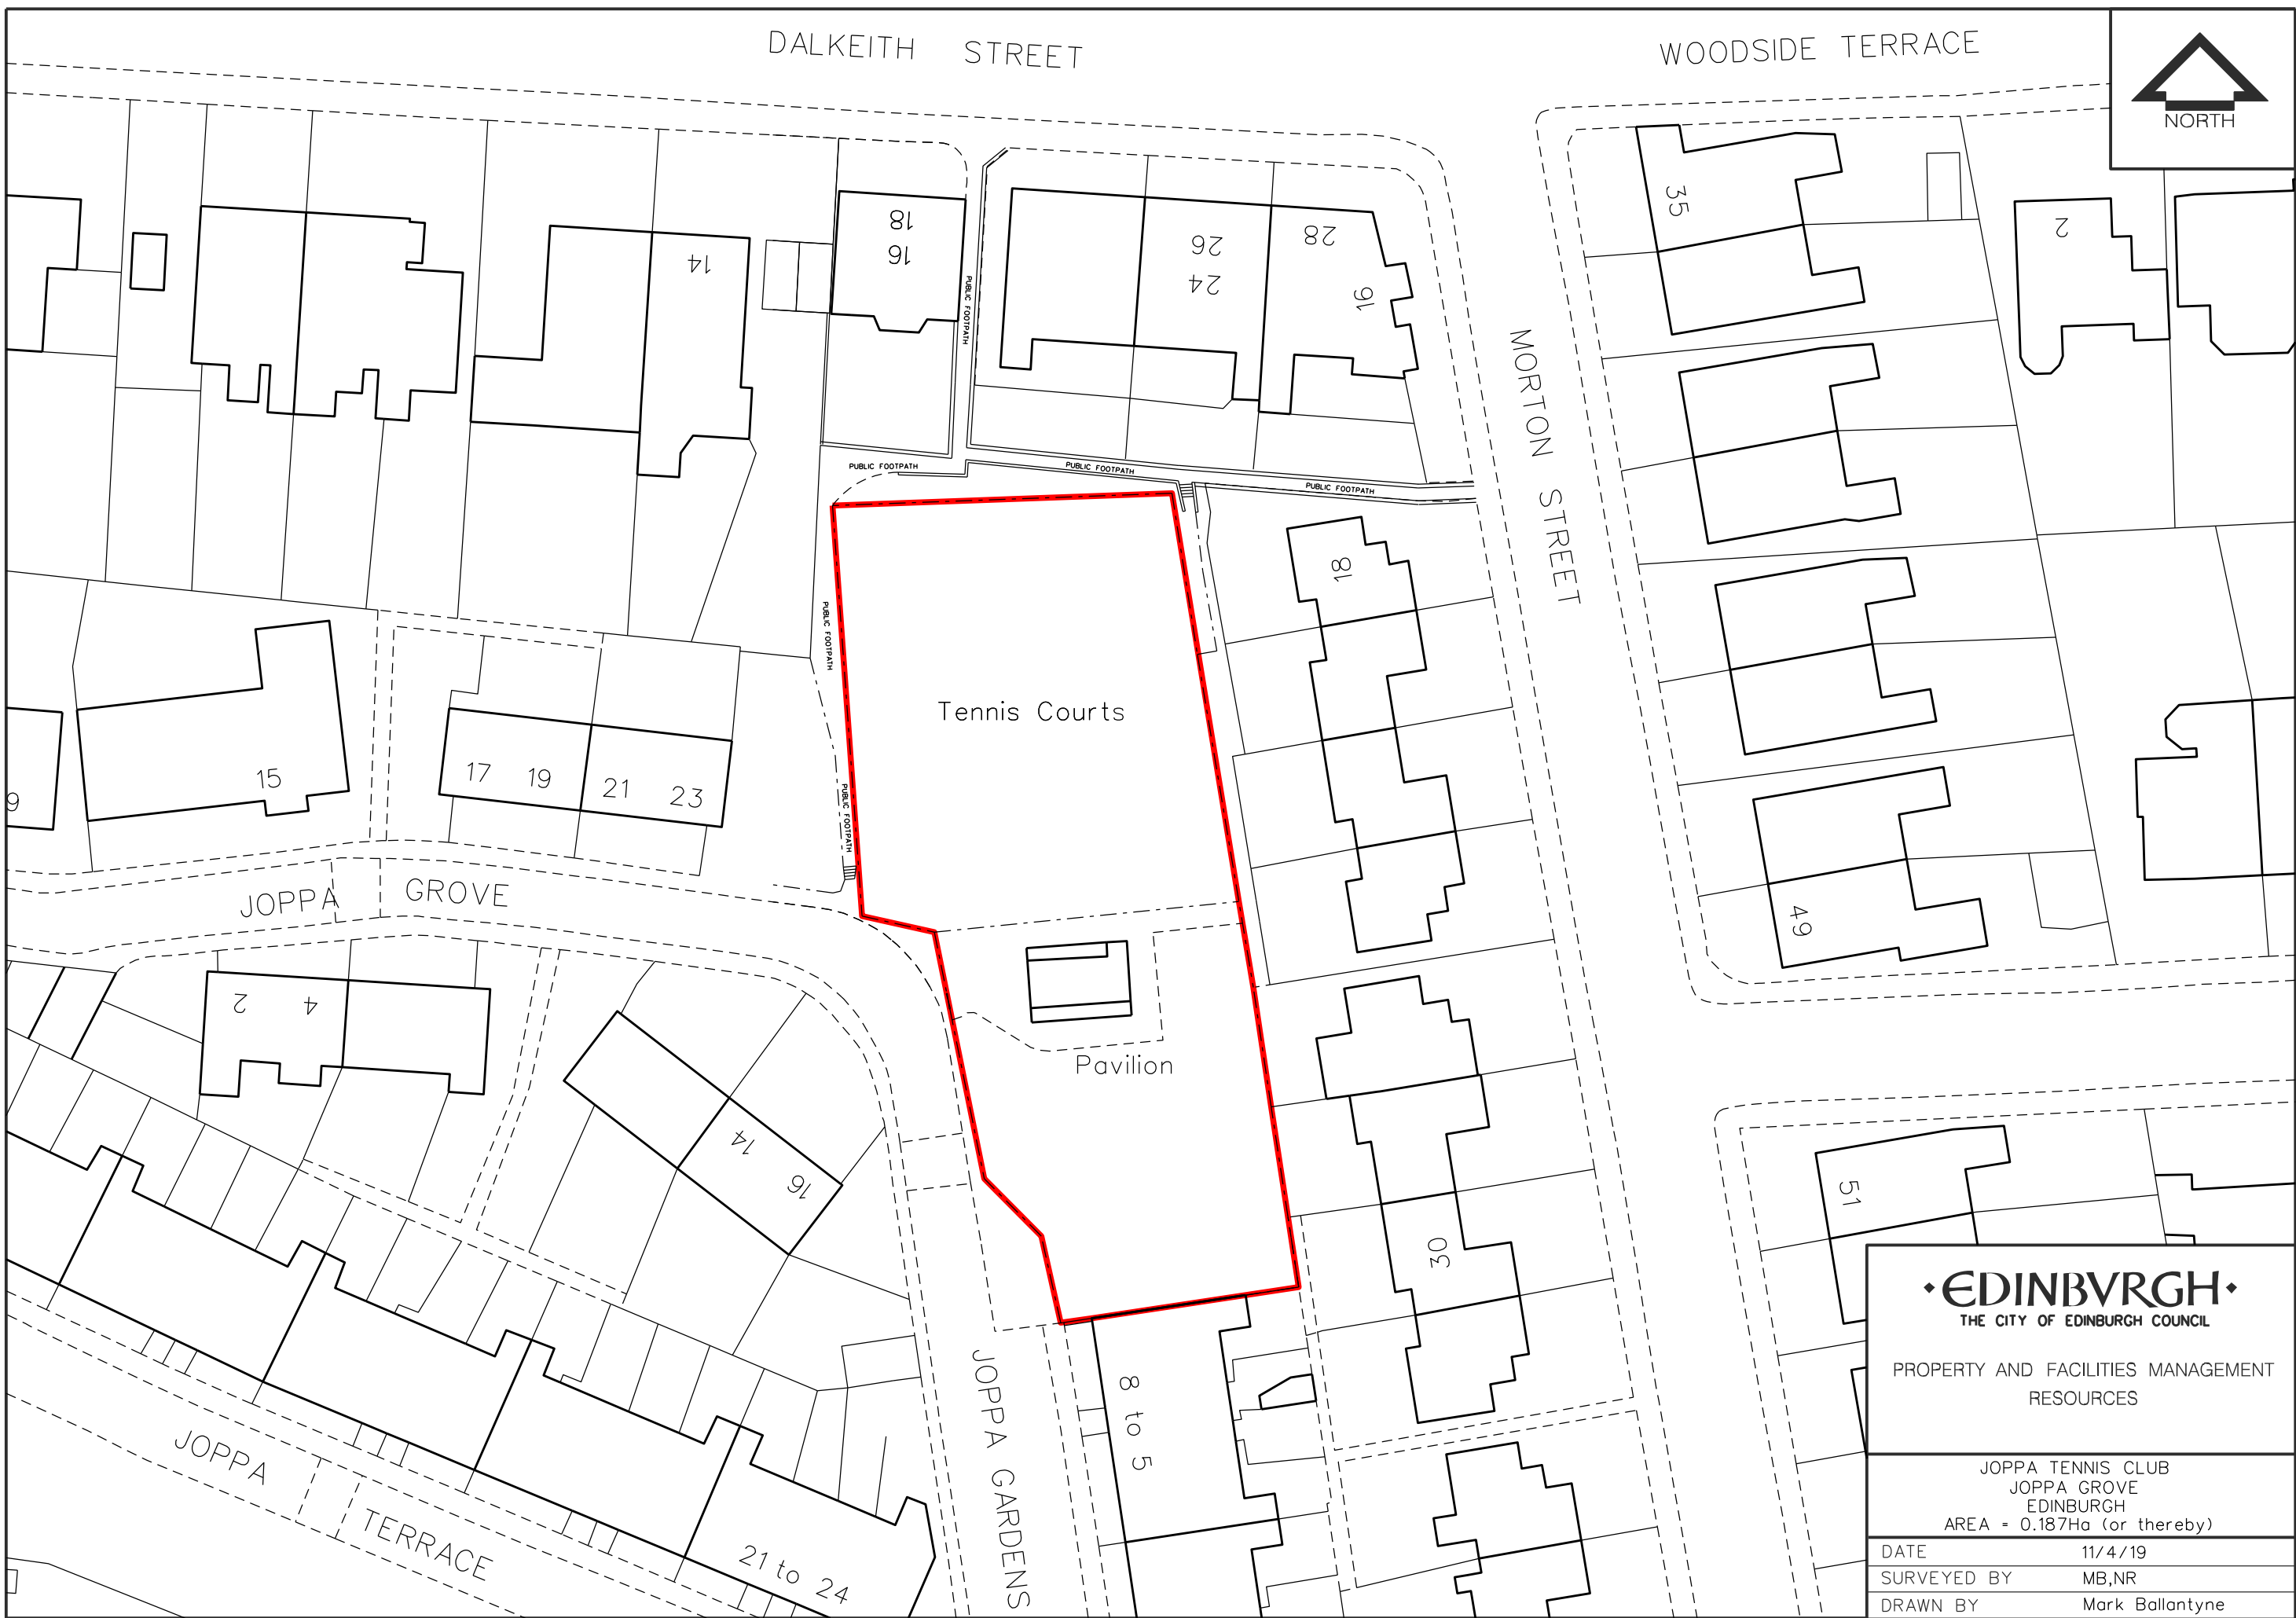 DALKEITH STREET
WOODSIDE TERRACE
NORTH
18
16
14
26
24
28
16
35
2
PUBLIC FOOTPATH
PUBLIC FOOTPATH
PUBLIC FOOTPATH
PUBLIC FOOTPATH
MORTON STREET
18
PUBLIC FOOTPATH
Tennis Courts
15
17 19 21 23
9
PUBLIC FOOTPATH
JOPPA GROVE
49
2 4
Pavilion
14
16
51
30
8 to 5
JOPPA GARDENS
JOPPA TERRACE
21 to 24
·EDINBVRGH·
THE CITY OF EDINBURGH COUNCIL
PROPERTY AND FACILITIES MANAGEMENT
RESOURCES
JOPPA TENNIS CLUB
JOPPA GROVE
EDINBURGH
AREA = 0.187Ha (or thereby)
DATE 11/4/19
SURVEYED BY MB,NR
DRAWN BY Mark Ballantyne